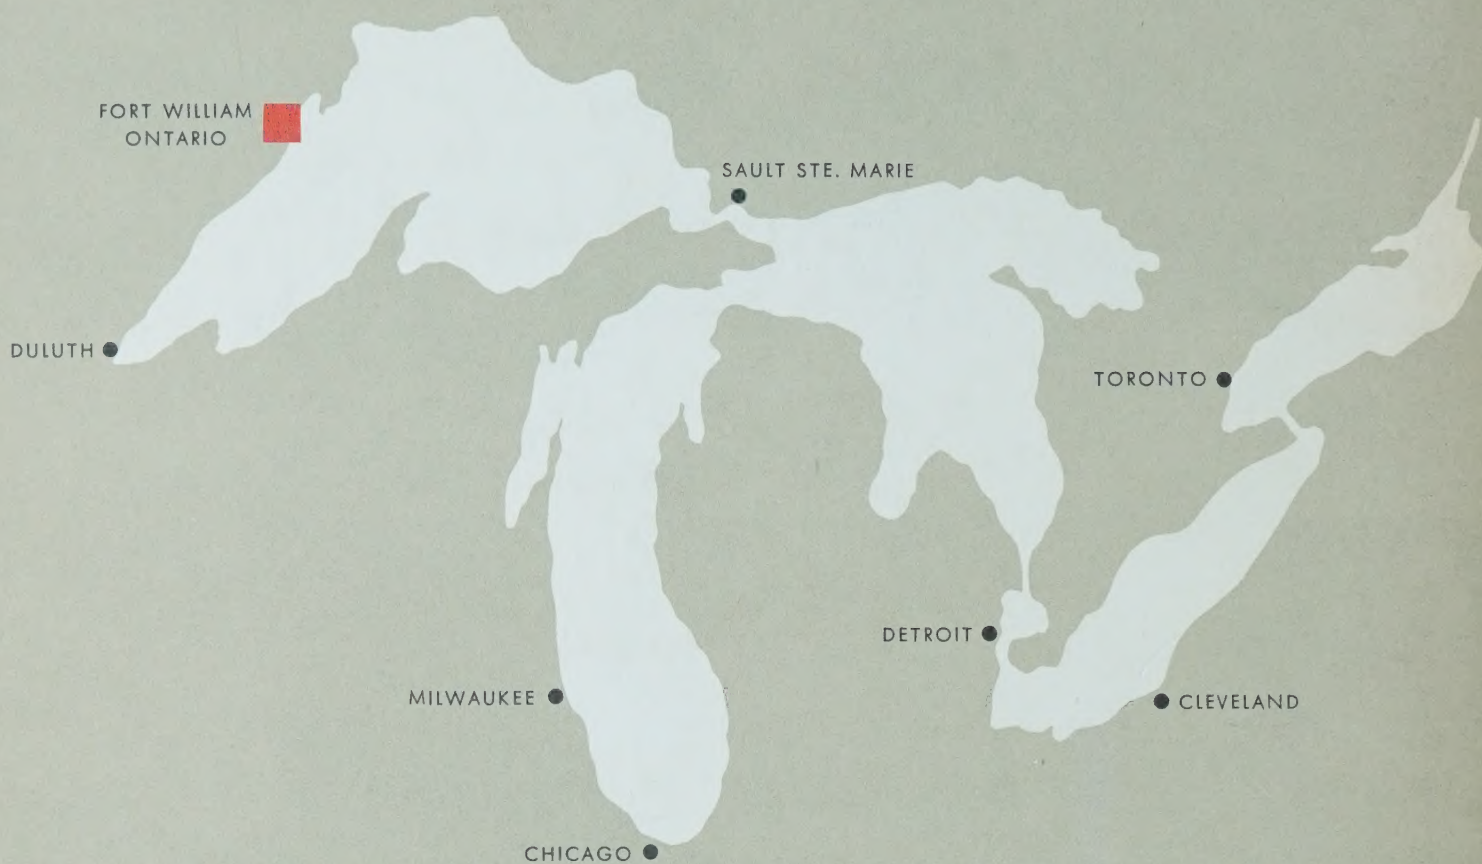 FORT WILLIAM
ONTARIO
SAULT STE. MARIE
DULUTH
TORONTO
DETROIT
MILWAUKEE
CLEVELAND
CHICAGO